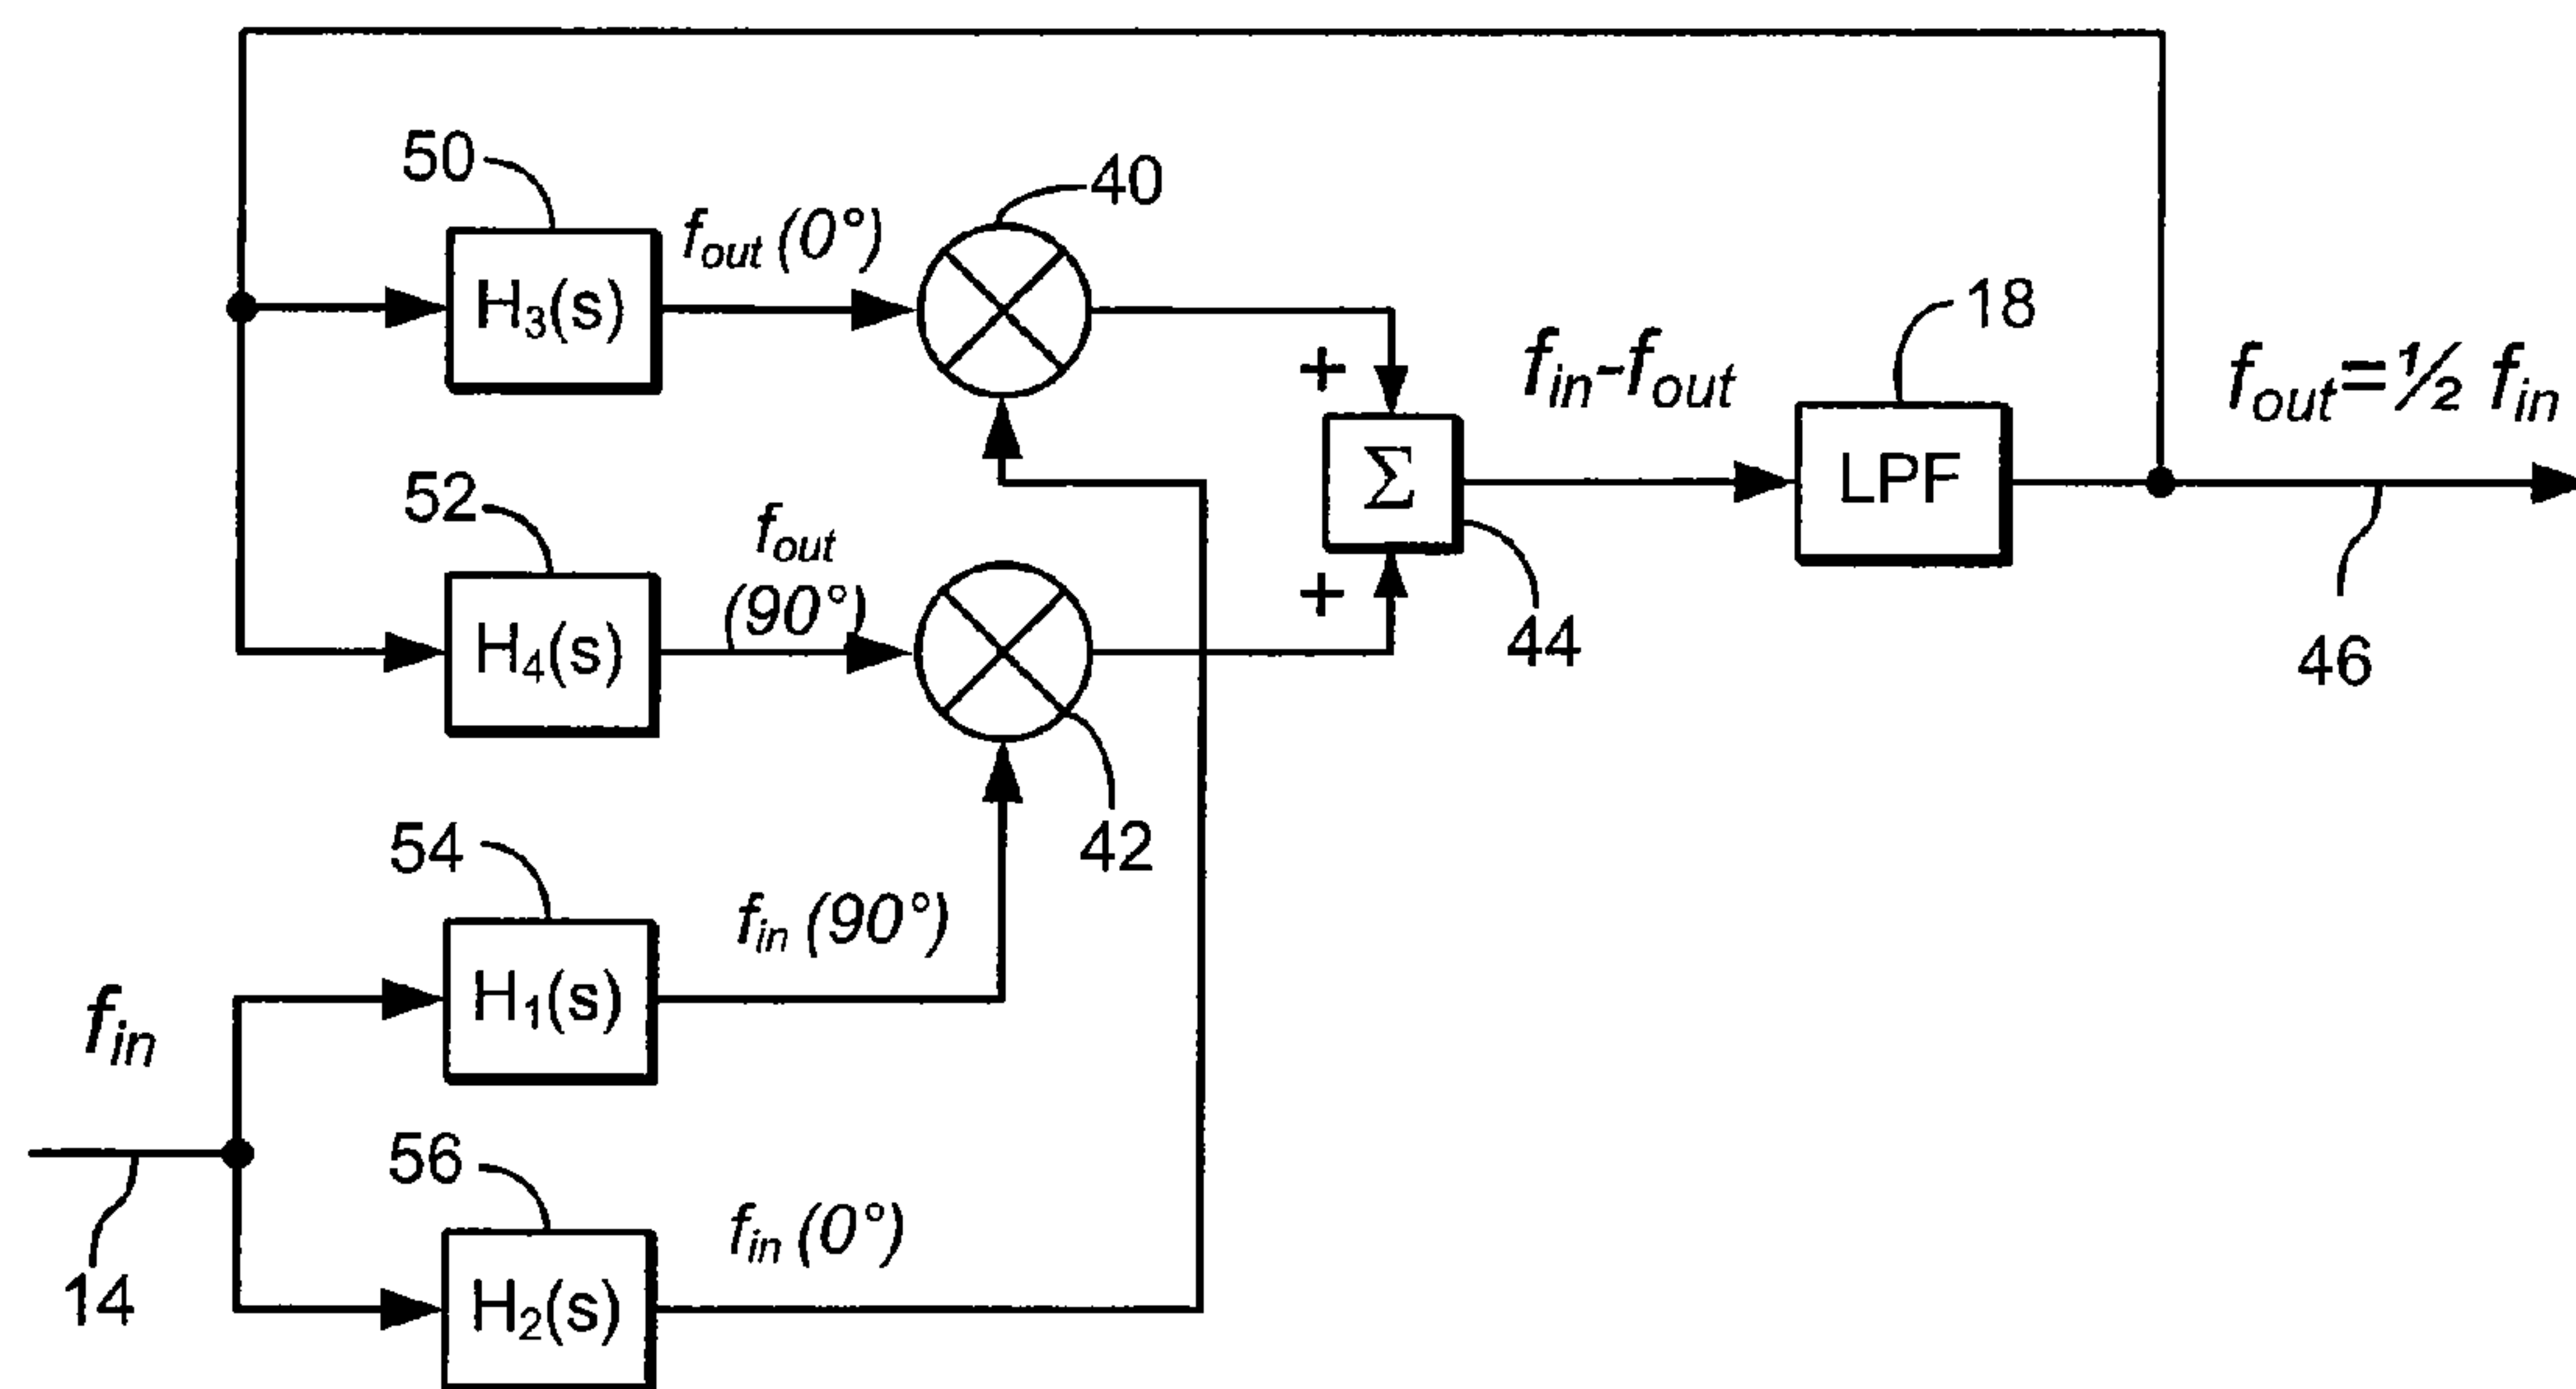 50
40
fout (0°)
H3(s)
18
+
fin-fout
fout=½ fin
LPF
Σ
52
fout
(90°)
H4(s)
+
44
46
54
42
fin (90°)
H1(s)
fin
56
fin (0°)
14
H2(s)